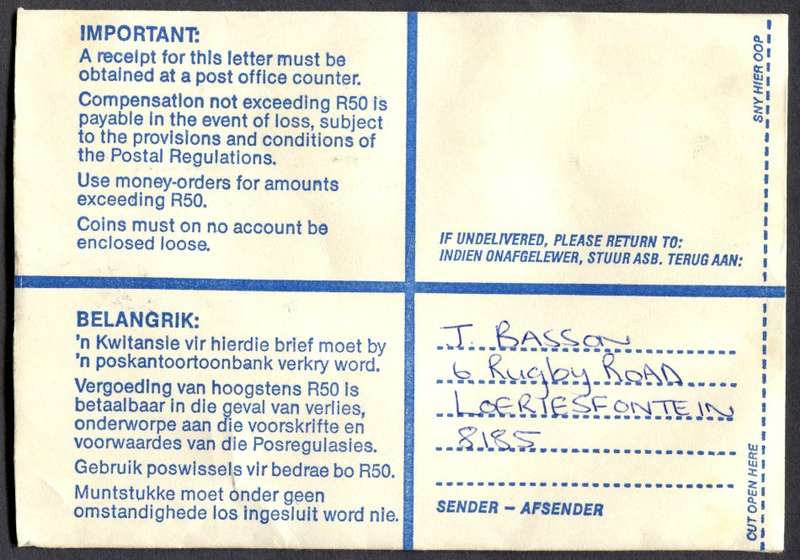 IMPORTANT:
A receipt for this letter must be
obtained at a post office counter.
Compensation not exceeding R50 is
payable in the event of loss, subject
to the provisions and conditions of
the Postal Regulations.
Use money-orders for amounts
exceeding R50.
Coins must on no account be
enclosed loose.
SNY HIER OOP
IF UNDELIVERED, PLEASE RETURN TO:
INDIEN ONAFGELEWER, STUUR ASB. TERUG AAN:
BELANGRIK:
'n Kwitansie vir hierdie brief moet by
'n poskantoortoonbank verkry word.
Vergoeding van hoogstens R50 is
betaalbaar in die geval van verlies,
onderworpe aan die voorskrifte en
voorwaardes van die Posregulasies.
Gebruik poswissels vir bedrae bo R50.
Muntstukke moet onder geen
omstandighede los ingesluit word nie.
J. BASSON
6 Rugby ROAD
LOERIESFONTEIN
8185
SENDER – AFSENDER
CUT OPEN HERE